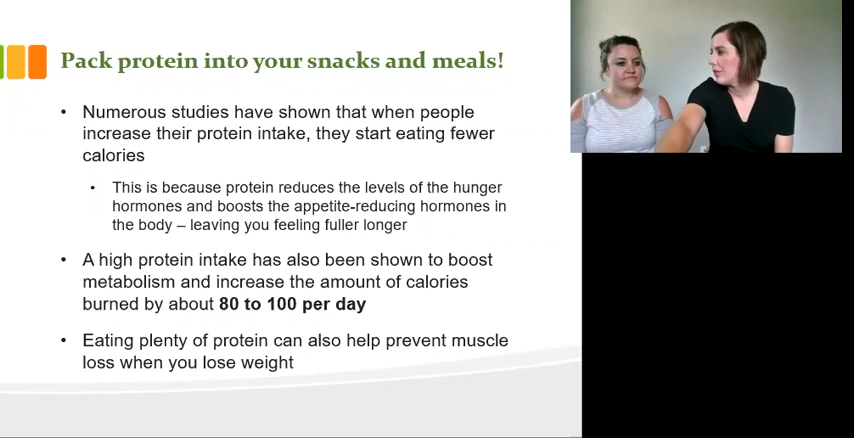 Pack protein into your snacks and meals!
• Numerous studies have shown that when people
increase their protein intake, they start eating fewer
calories
• This is because protein reduces the levels of the hunger
hormones and boosts the appetite-reducing hormones in
the body – leaving you feeling fuller longer
• A high protein intake has also been shown to boost
metabolism and increase the amount of calories
burned by about 80 to 100 per day
• Eating plenty of protein can also help prevent muscle
loss when you lose weight